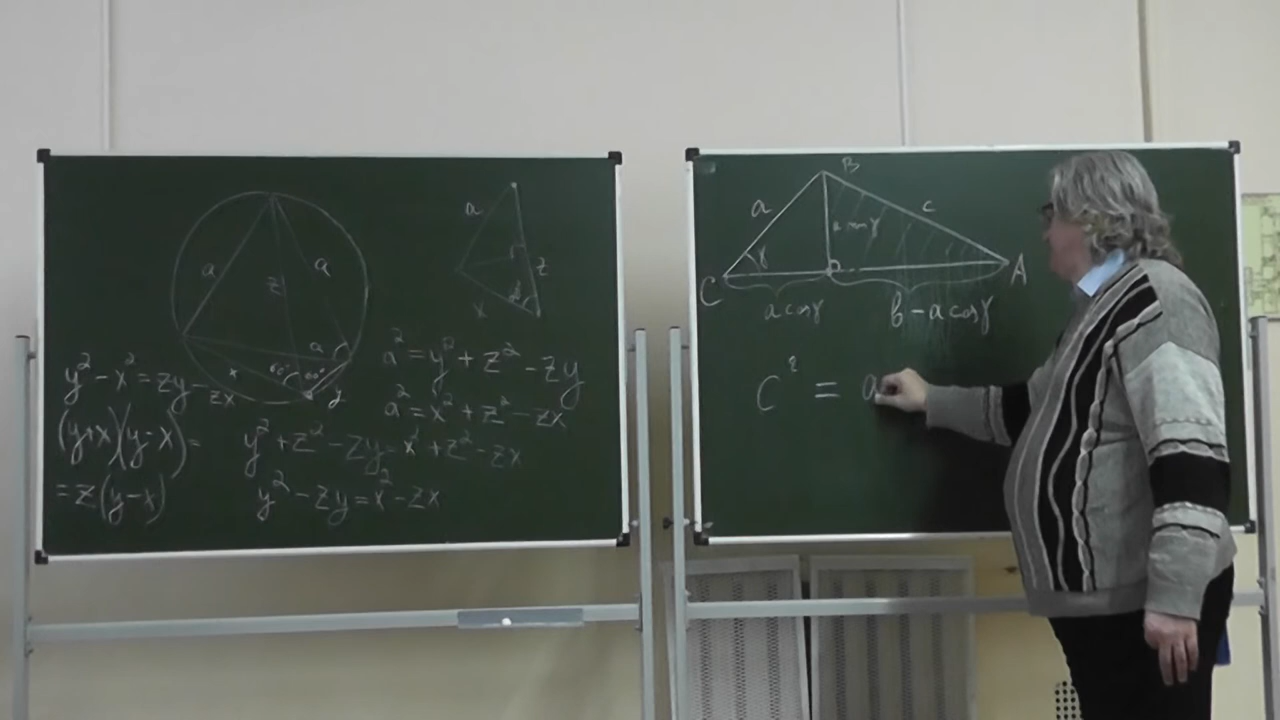 a
a
z
x
60°
60°
a
y
a
z
x
y² - x² = zy - zx
(y+x)(y-x) =
= z(y-x)
a² = y² + z² - zy
a² = x² + z² - zx
y² + z² - zy = x² + z² - zx
y² - zy = x² - zx
B
a
c
γ
C
A
a cos γ
b - a cos γ
c² = a